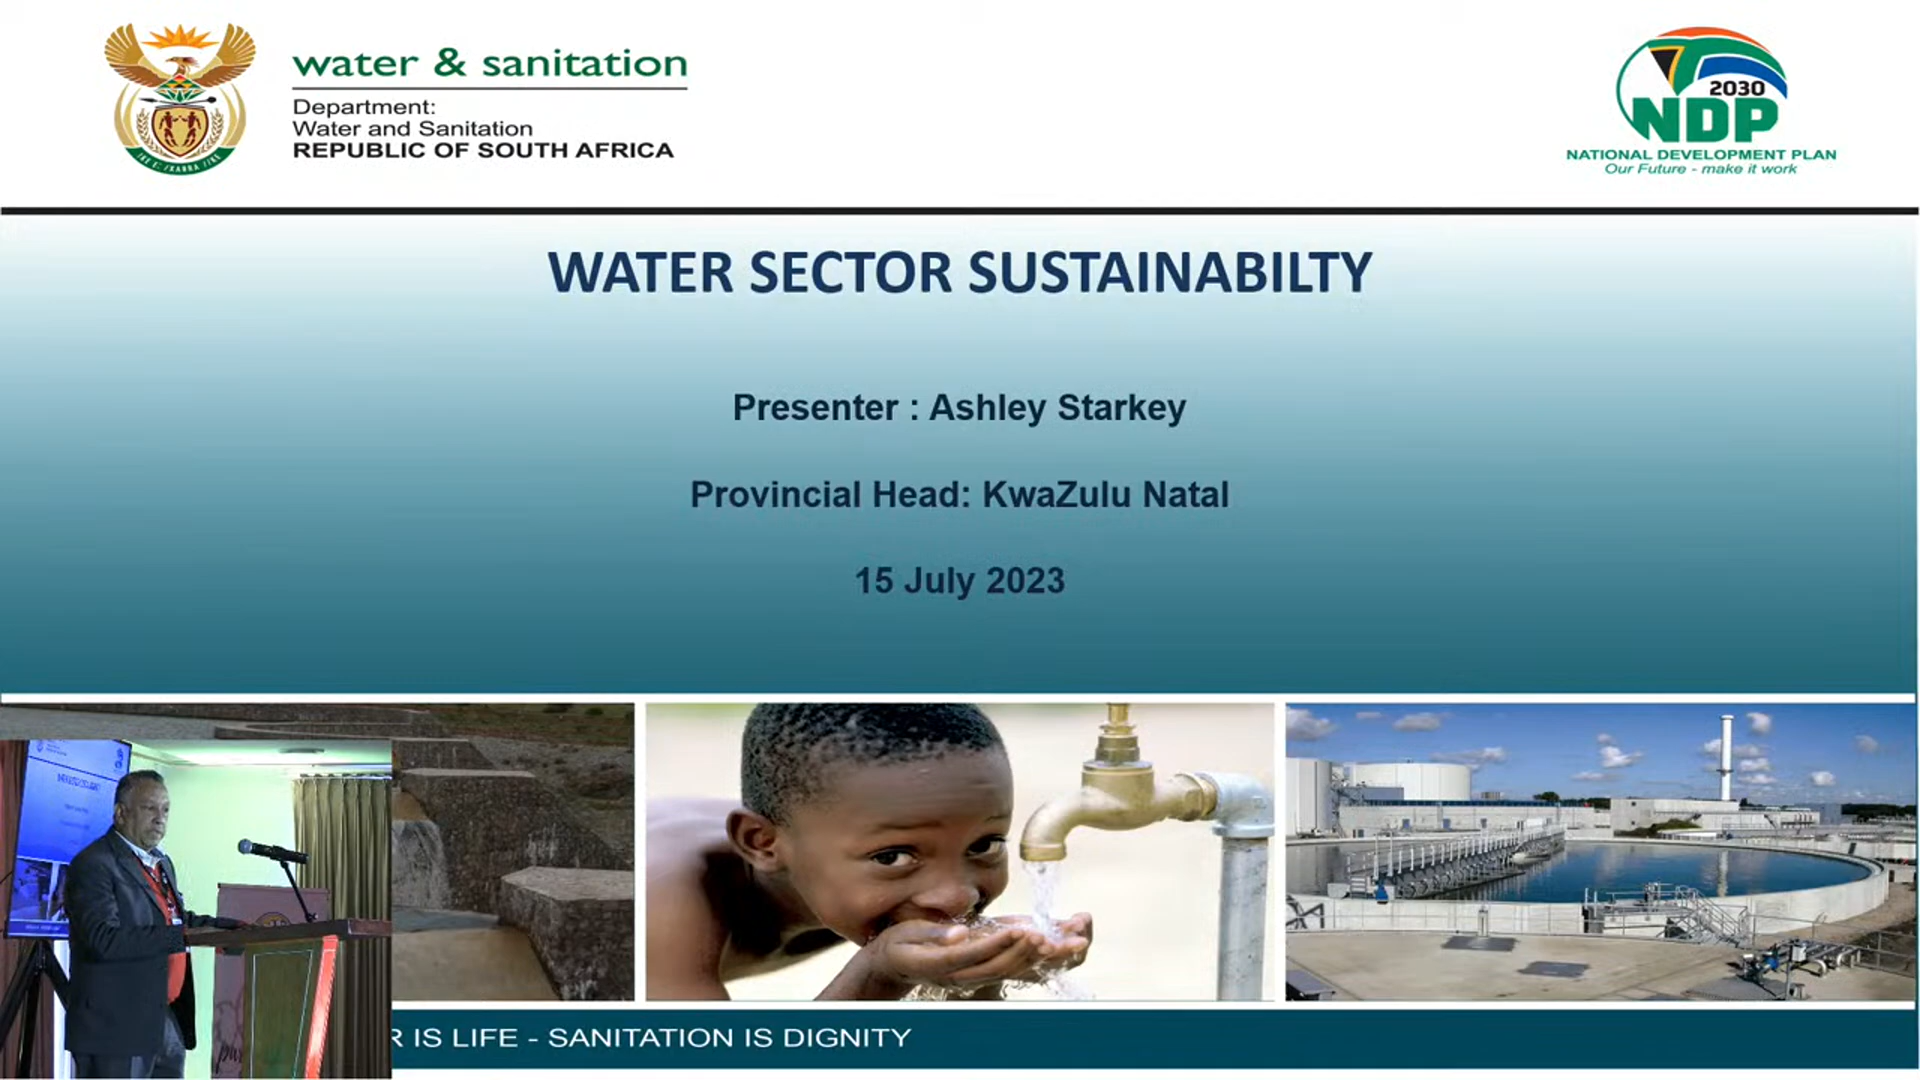 water & sanitation
Department:
Water and Sanitation
REPUBLIC OF SOUTH AFRICA
2030
NDP
NATIONAL DEVELOPMENT PLAN
Our Future - make it work
WATER SECTOR SUSTAINABILTY
Presenter : Ashley Starkey
Provincial Head: KwaZulu Natal
15 July 2023
R IS LIFE - SANITATION IS DIGNITY